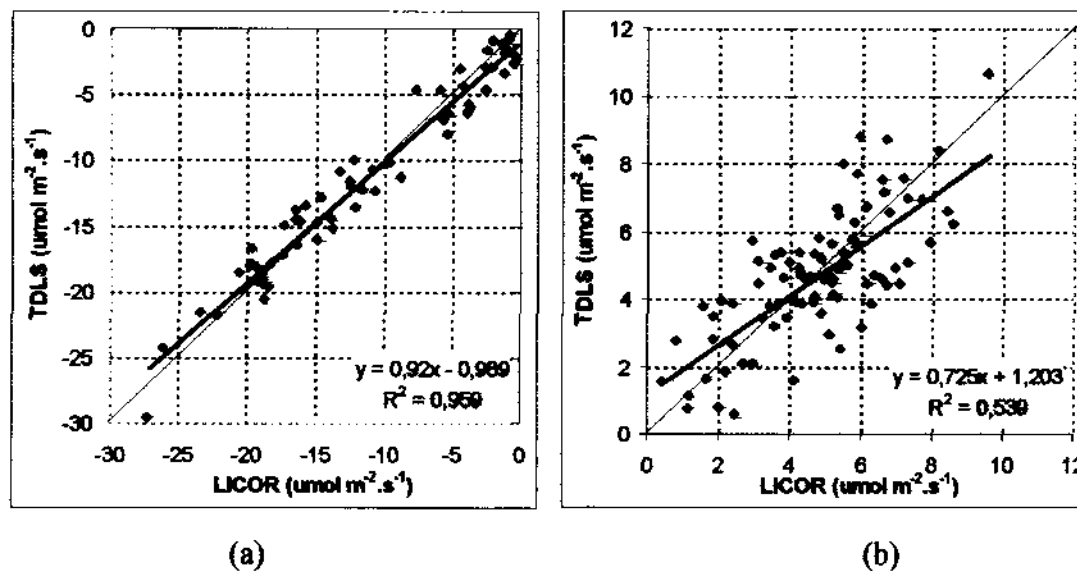 0
-5
-10
-15
-20
-25
-30
TDLS (umol m⁻².s⁻¹)
y = 0,92x - 0,989
R² = 0,959
-30 -25 -20 -15 -10 -5 0
LICOR (umol m⁻².s⁻¹)
(a)
12
10
8
6
4
2
0
TDLS (umol m⁻².s⁻¹)
y = 0,725x + 1,203
R² = 0,539
0 2 4 6 8 10 12
LICOR (umol m⁻².s⁻¹)
(b)